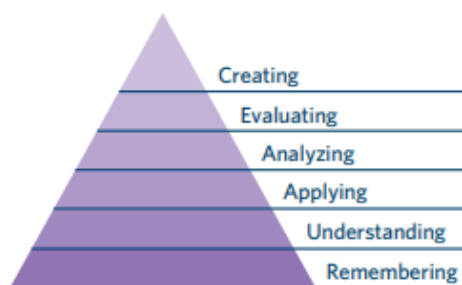 Creating
Evaluating
Analyzing
Applying
Understanding
Remembering